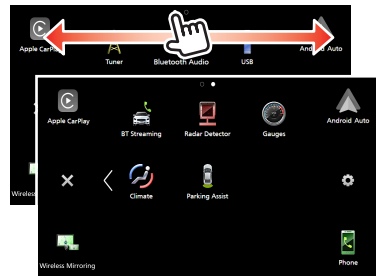 Apple CarPlay
Tuner
Bluetooth Audio
USB
Android Auto
Wireless
Apple CarPlay
BT Streaming
Radar Detector
Gauges
Android Auto
Climate
Parking Assist
Wireless Mirroring
Phone